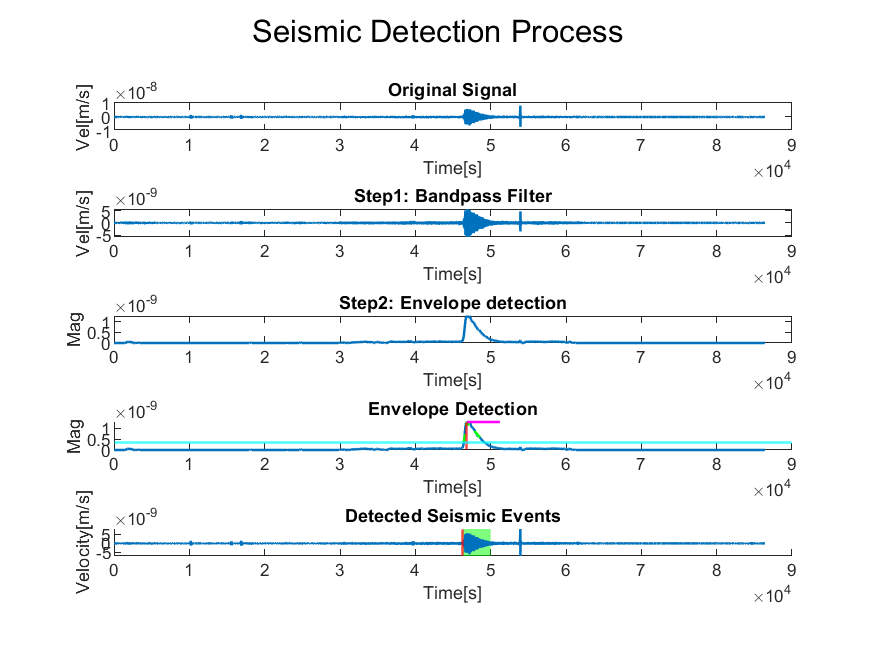 Seismic Detection Process
×10⁻⁸
Original Signal
Vel[m/s]
1
0
-1
0 1 2 3 4 5 6 7 8 9
Time[s]
×10⁴
×10⁻⁹
Step1: Bandpass Filter
Vel[m/s]
5
0
-5
0 1 2 3 4 5 6 7 8 9
Time[s]
×10⁴
×10⁻⁹
Step2: Envelope detection
Mag
1
0.5
0
0 1 2 3 4 5 6 7 8 9
Time[s]
×10⁴
×10⁻⁹
Envelope Detection
Mag
1
0.5
0
0 1 2 3 4 5 6 7 8 9
Time[s]
×10⁴
×10⁻⁹
Detected Seismic Events
Velocity[m/s]
5
0
-5
0 1 2 3 4 5 6 7 8 9
Time[s]
×10⁴